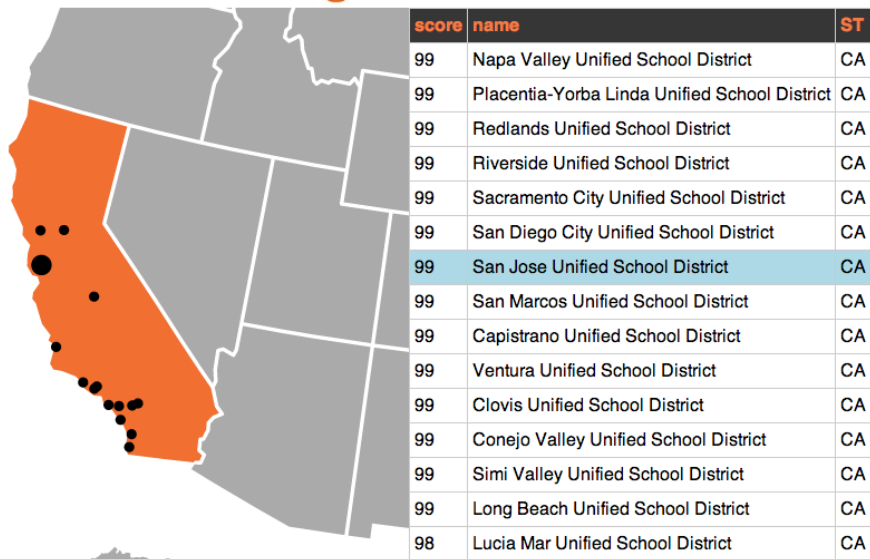 score name ST
99 Napa Valley Unified School District CA
99 Placentia-Yorba Linda Unified School District CA
99 Redlands Unified School District CA
99 Riverside Unified School District CA
99 Sacramento City Unified School District CA
99 San Diego City Unified School District CA
99 San Jose Unified School District CA
99 San Marcos Unified School District CA
99 Capistrano Unified School District CA
99 Ventura Unified School District CA
99 Clovis Unified School District CA
99 Conejo Valley Unified School District CA
99 Simi Valley Unified School District CA
99 Long Beach Unified School District CA
98 Lucia Mar Unified School District CA